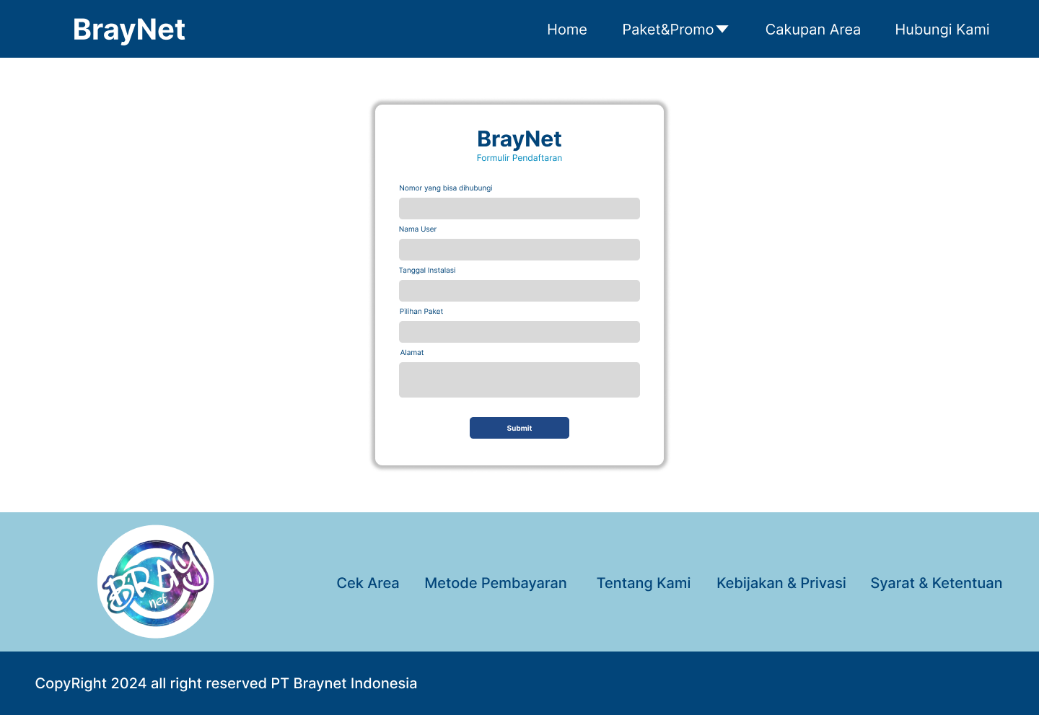 BrayNet
Home Paket&Promo Cakupan Area Hubungi Kami
BrayNet
Formulir Pendaftaran
Nomor yang bisa dihubungi
Nama User
Tanggal Instalasi
Pilihan Paket
Alamat
Submit
BRAY
net
Cek Area Metode Pembayaran Tentang Kami Kebijakan & Privasi Syarat & Ketentuan
CopyRight 2024 all right reserved PT Braynet Indonesia